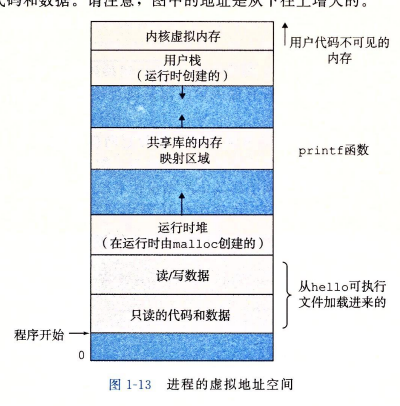 代码和数据。请注意，图中的地址是从下往上增大的。
内核虚拟内存
用户代码不可见的
内存
用户栈
（运行时创建的）
共享库的内存
映射区域
printf函数
运行时堆
（在运行时由malloc创建的）
读/写数据
从hello可执行
文件加载进来的
只读的代码和数据
程序开始
0
图 1-13 进程的虚拟地址空间